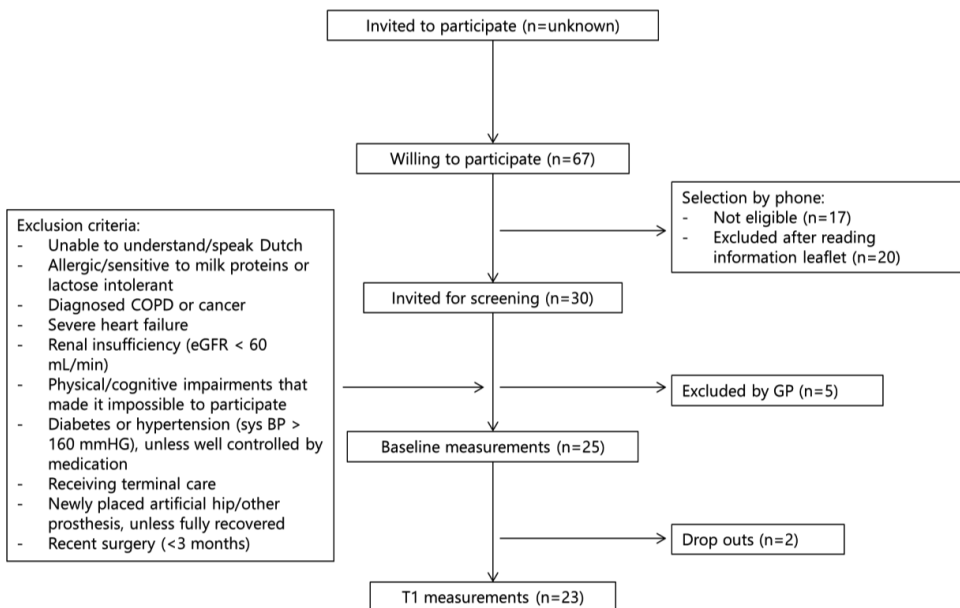 Invited to participate (n=unknown)
Willing to participate (n=67)
Selection by phone:
- Not eligible (n=17)
- Excluded after reading
information leaflet (n=20)
Invited for screening (n=30)
Exclusion criteria:
- Unable to understand/speak Dutch
- Allergic/sensitive to milk proteins or
lactose intolerant
- Diagnosed COPD or cancer
- Severe heart failure
- Renal insufficiency (eGFR < 60
mL/min)
- Physical/cognitive impairments that
made it impossible to participate
- Diabetes or hypertension (sys BP >
160 mmHG), unless well controlled by
medication
- Receiving terminal care
- Newly placed artificial hip/other
prosthesis, unless fully recovered
- Recent surgery (<3 months)
Excluded by GP (n=5)
Baseline measurements (n=25)
Drop outs (n=2)
T1 measurements (n=23)